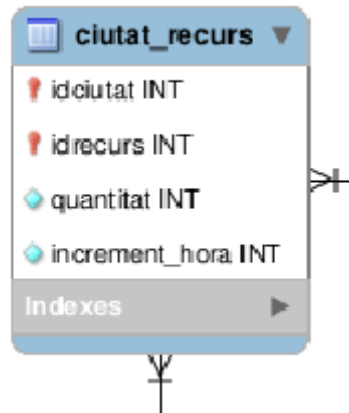 ciutat_recurs
idciutat INT
idrecurs INT
quantitat INT
increment_hora INT
Indexes